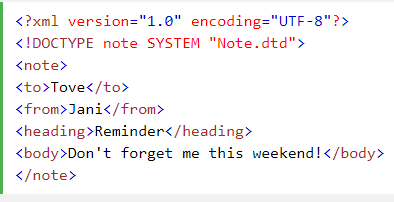 <?xml version="1.0" encoding="UTF-8"?>
<!DOCTYPE note SYSTEM "Note.dtd">
<note>
<to>Tove</to>
<from>Jani</from>
<heading>Reminder</heading>
<body>Don't forget me this weekend!</body>
</note>